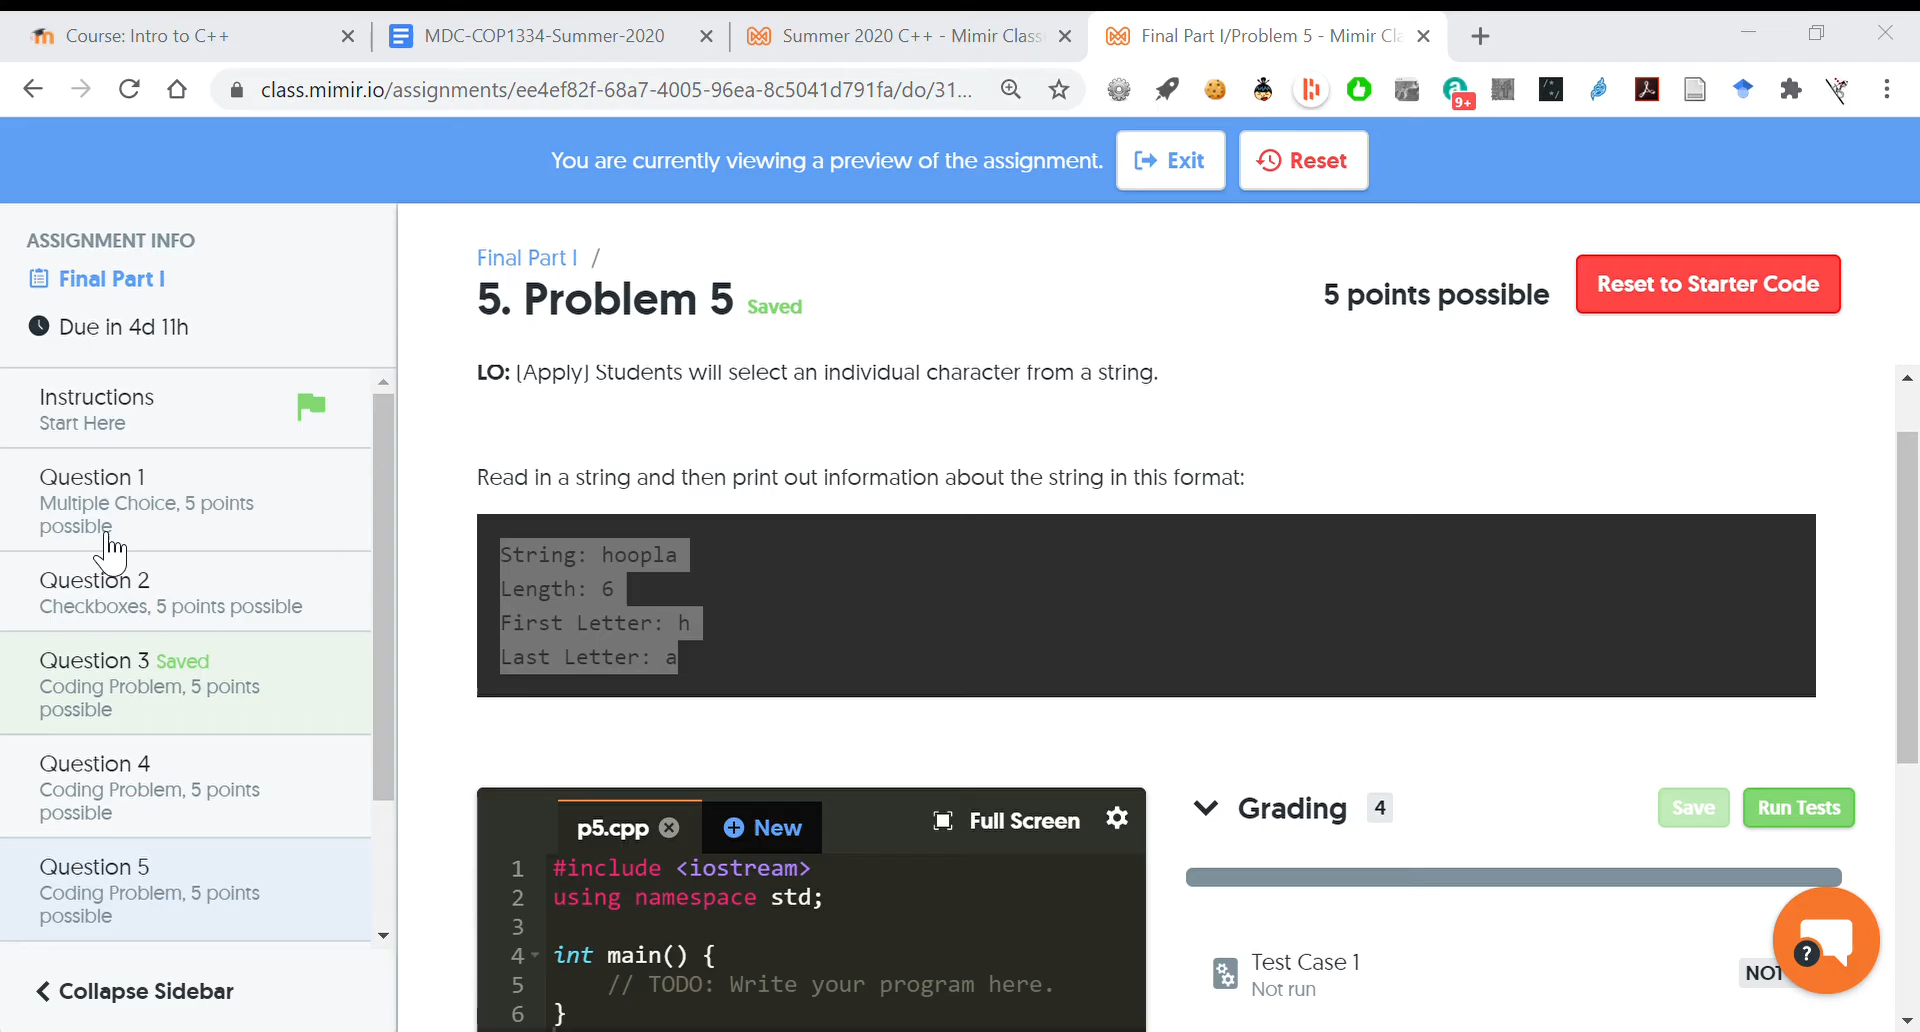 Course: Intro to C++
MDC-COP1334-Summer-2020
Summer 2020 C++ - Mimir Class
Final Part I/Problem 5 - Mimir Cl
class.mimir.io/assignments/ee4ef82f-68a7-4005-96ea-8c5041d791fa/do/31...
9+
You are currently viewing a preview of the assignment.
Exit
Reset
ASSIGNMENT INFO
Final Part I
Due in 4d 11h
Instructions
Start Here
Question 1
Multiple Choice, 5 points
possible
Question 2
Checkboxes, 5 points possible
Question 3 Saved
Coding Problem, 5 points
possible
Question 4
Coding Problem, 5 points
possible
Question 5
Coding Problem, 5 points
possible
Collapse Sidebar
Final Part I /
5. Problem 5 Saved
5 points possible
Reset to Starter Code
LO: [Apply] Students will select an individual character from a string.
Read in a string and then print out information about the string in this format:
String: hoopla
Length: 6
First Letter: h
Last Letter: a
p5.cpp
New
Full Screen
1 #include <iostream>
2 using namespace std;
3
4 int main() {
5 // TODO: Write your program here.
6 }
Grading 4
Save
Run Tests
Test Case 1
Not run
NOT
?